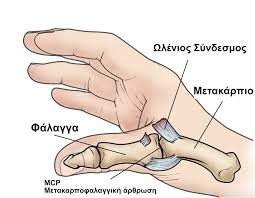 Ωλένιος Σύνδεσμος
Μετακάρπιο
Φάλαγγα
MCP
Μετακαρποφαλαγγική άρθρωση